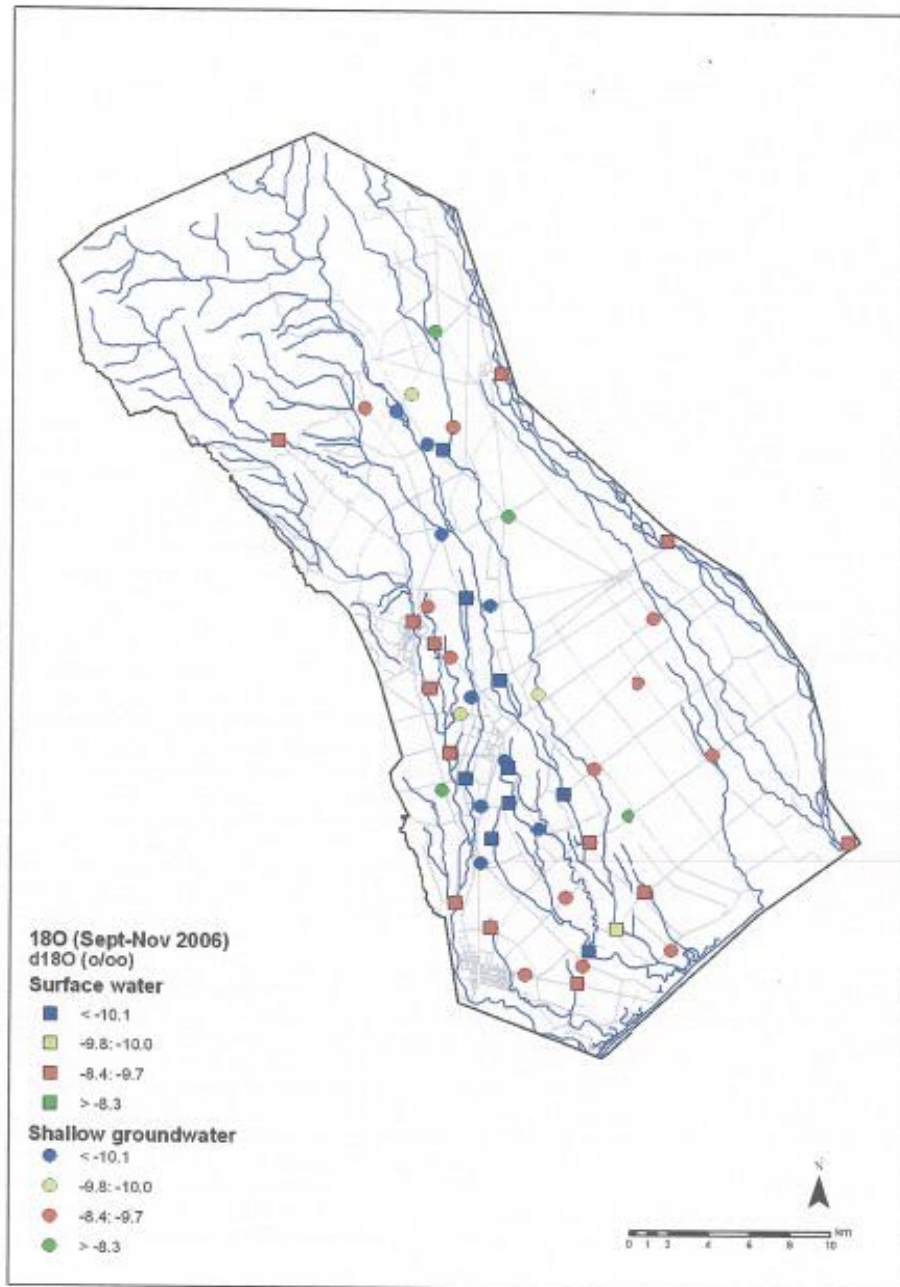 18O (Sept-Nov 2006)
d18O (o/oo)
Surface water
< -10.1
-9.8: -10.0
-8.4: -9.7
> -8.3
Shallow groundwater
< -10.1
-9.8: -10.0
-8.4: -9.7
> -8.3
N
km
0 1 2 4 6 8 10